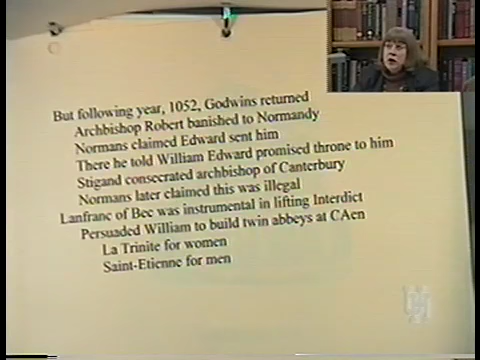 But following year, 1052, Godwins returned
Archbishop Robert banished to Normandy
Normans claimed Edward sent him
There he told William Edward promised throne to him
Stigand consecrated archbishop of Canterbury
Normans later claimed this was illegal
Lanfranc of Bec was instrumental in lifting Interdict
Persuaded William to build twin abbeys at CAen
La Trinite for women
Saint-Etienne for men